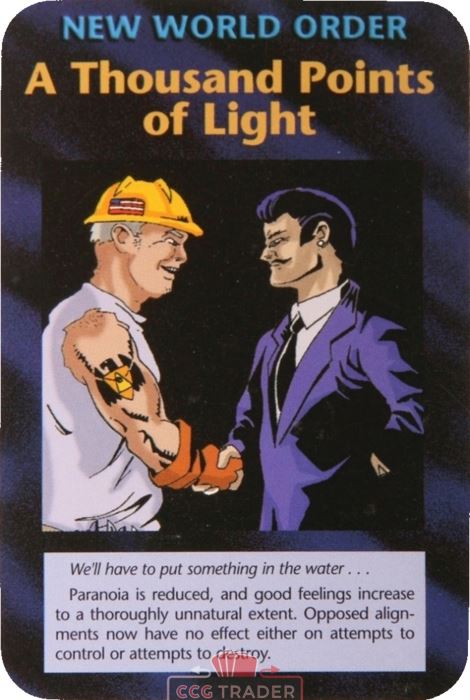 NEW WORLD ORDER
A Thousand Points
of Light
We'll have to put something in the water . . .
Paranoia is reduced, and good feelings increase
to a thoroughly unnatural extent. Opposed align-
ments now have no effect either on attempts to
control or attempts to destroy.
CCG TRADER